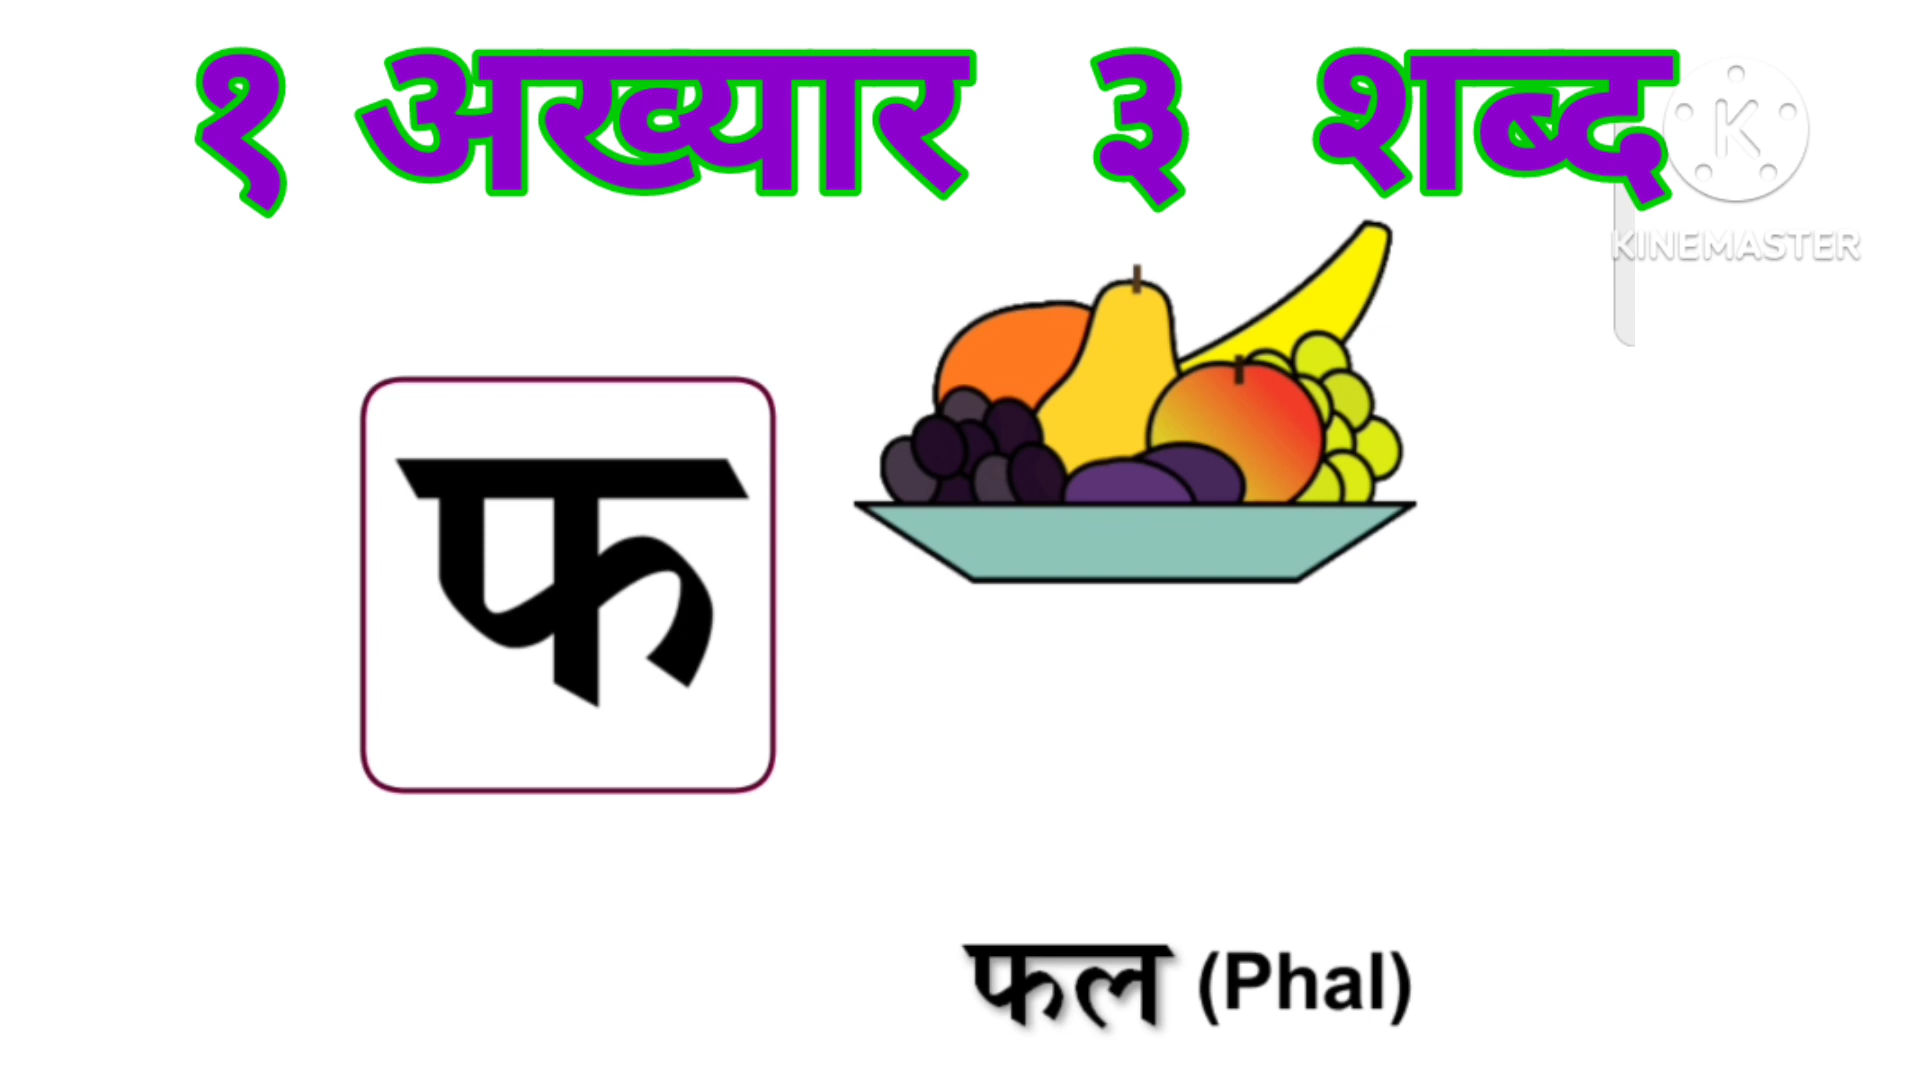 १ अख्यार ३ शब्द
K
KINEMASTER
फ
फल (Phal)